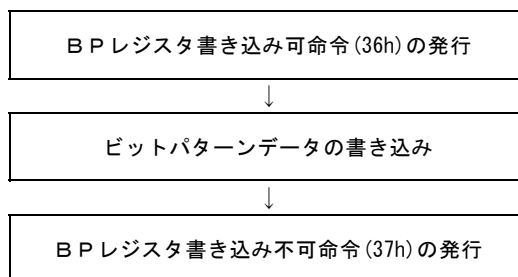 ＢＰレジスタ書き込み可命令(36h)の発行
↓
ビットパターンデータの書き込み
↓
ＢＰレジスタ書き込み不可命令(37h)の発行